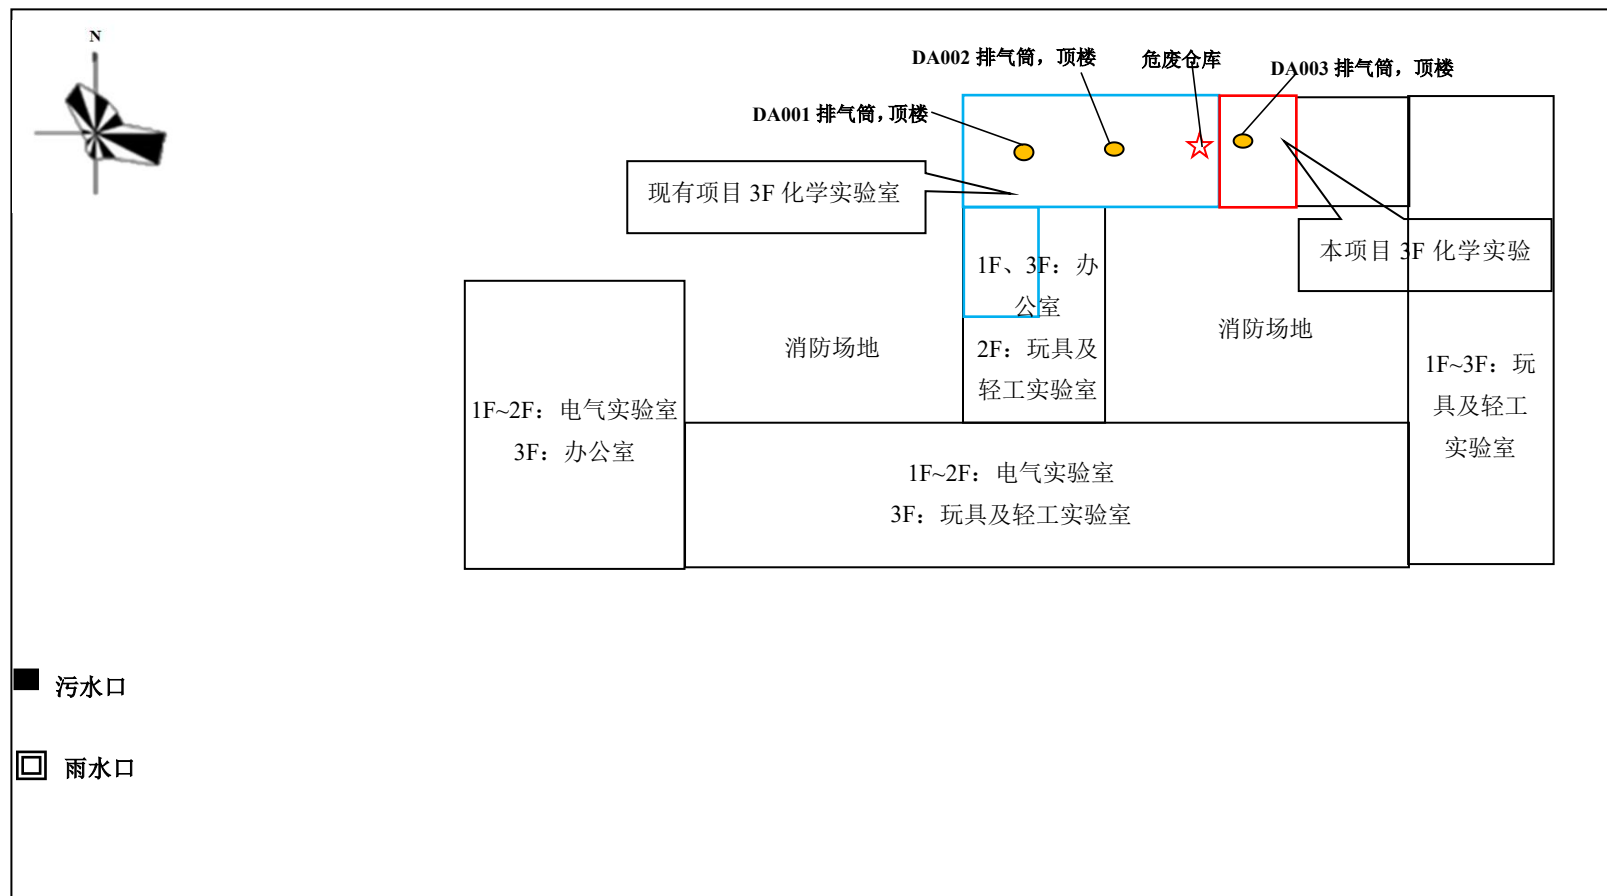 N
DA002 排气筒，顶楼
危废仓库
DA003 排气筒，顶楼
DA001 排气筒，顶楼
现有项目 3F 化学实验室
本项目 3F 化学实验
1F、3F：办
公室
2F：玩具及
轻工实验室
消防场地
消防场地
1F~3F：玩
具及轻工
实验室
1F~2F：电气实验室
3F：办公室
1F~2F：电气实验室
3F：玩具及轻工实验室
污水口
雨水口